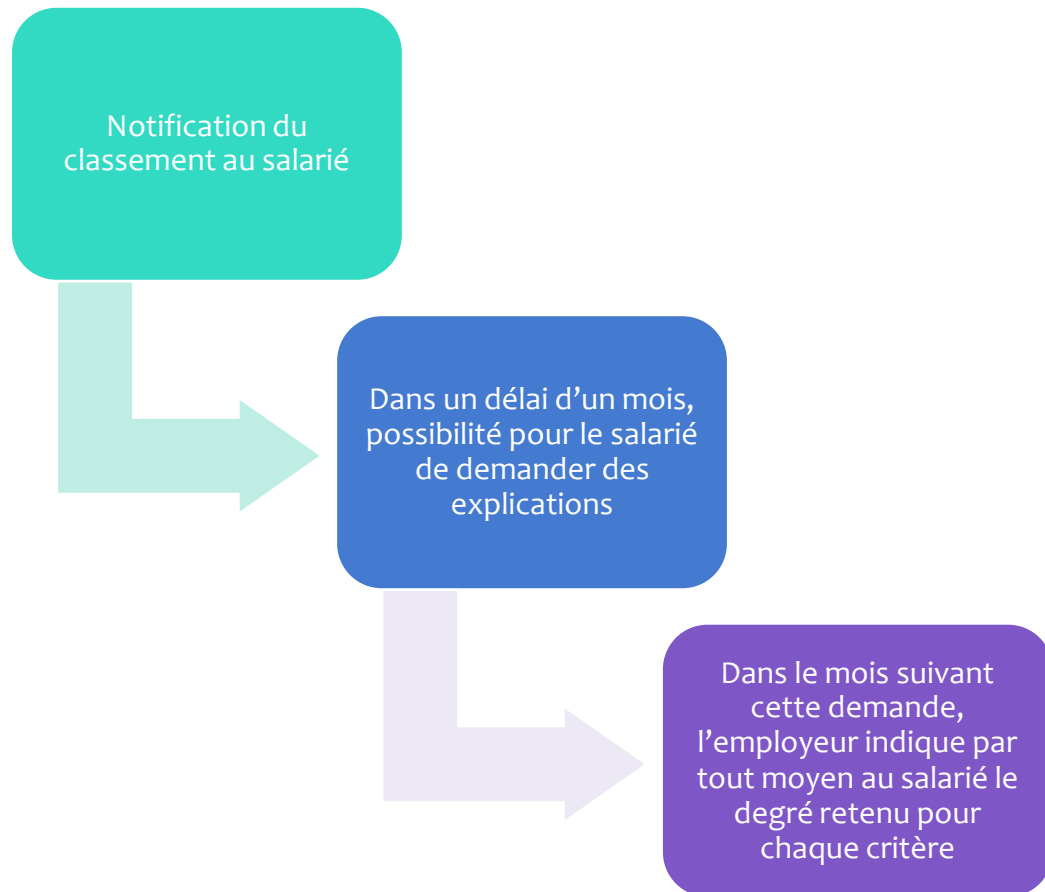 Notification du
classement au salarié
Dans un délai d’un mois,
possibilité pour le salarié
de demander des
explications
Dans le mois suivant
cette demande,
l’employeur indique par
tout moyen au salarié le
degré retenu pour
chaque critère